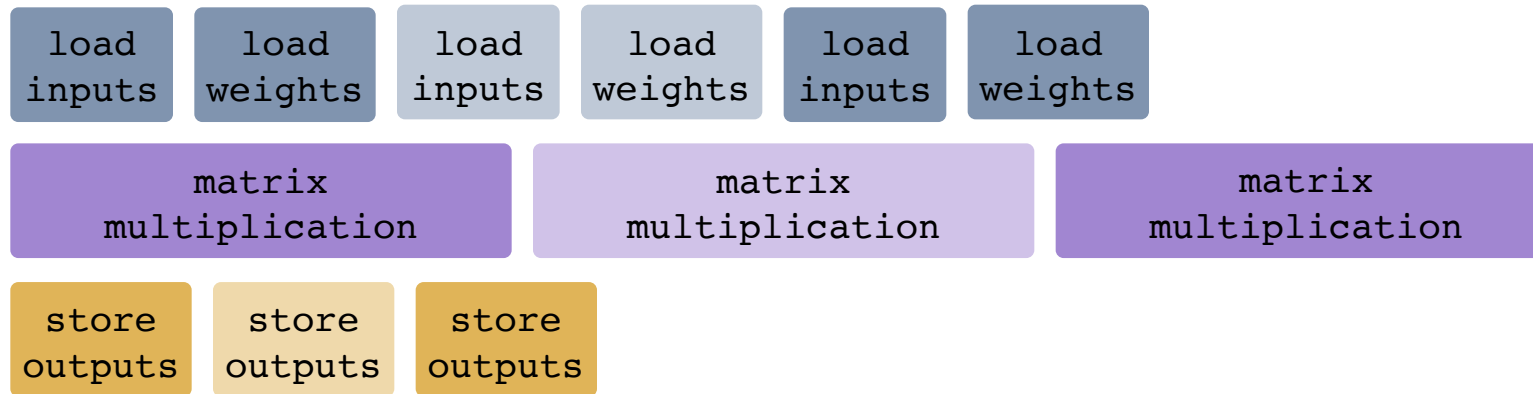 load
inputs
load
weights
load
inputs
load
weights
load
inputs
load
weights
matrix
multiplication
matrix
multiplication
matrix
multiplication
store
outputs
store
outputs
store
outputs